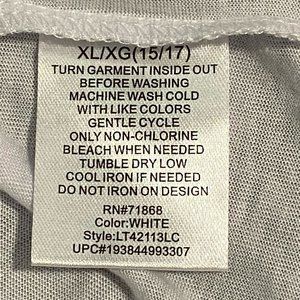 XL/XG(15/17)
TURN GARMENT INSIDE OUT
BEFORE WASHING
MACHINE WASH COLD
WITH LIKE COLORS
GENTLE CYCLE
ONLY NON-CHLORINE
BLEACH WHEN NEEDED
TUMBLE DRY LOW
COOL IRON IF NEEDED
DO NOT IRON ON DESIGN
RN#71868
Color:WHITE
Style:LT42113LC
UPC#193844993307